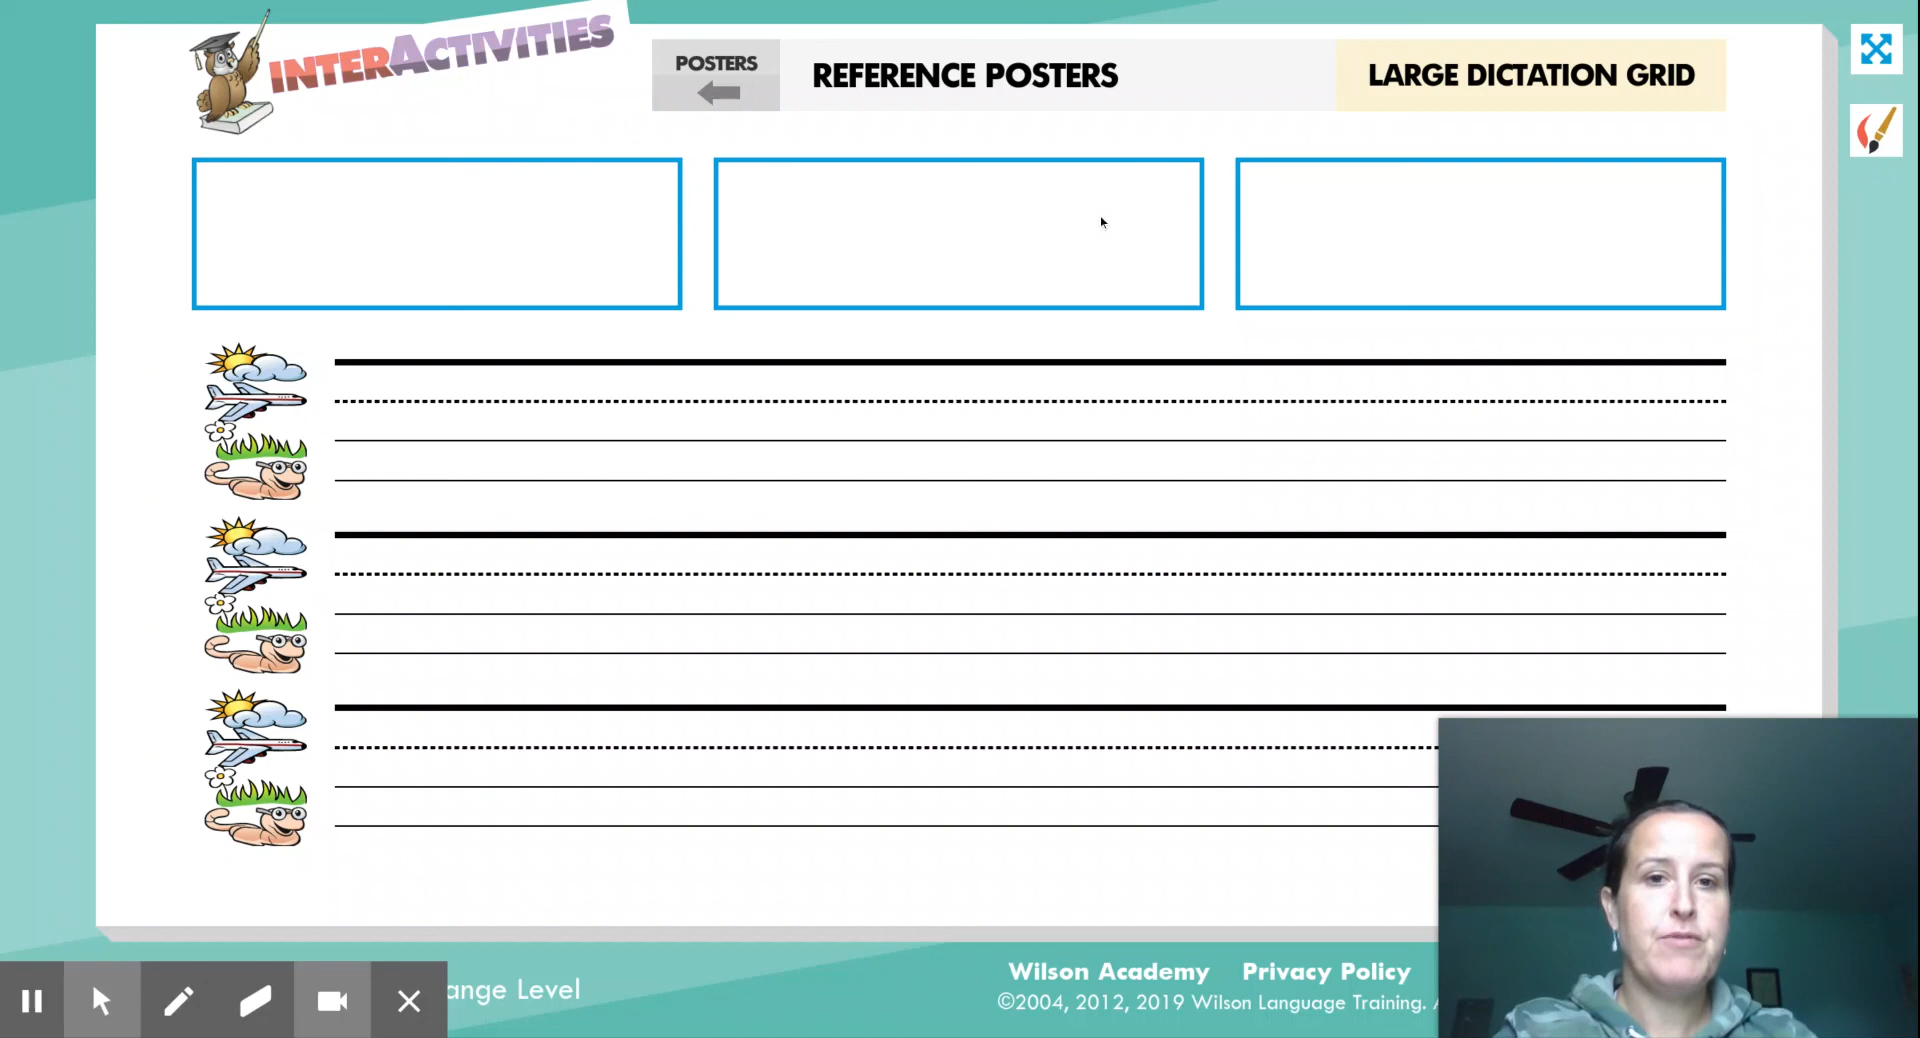 INTERACTIVITIES
POSTERS
REFERENCE POSTERS
LARGE DICTATION GRID
ange Level
Wilson Academy Privacy Policy
©2004, 2012, 2019 Wilson Language Training.